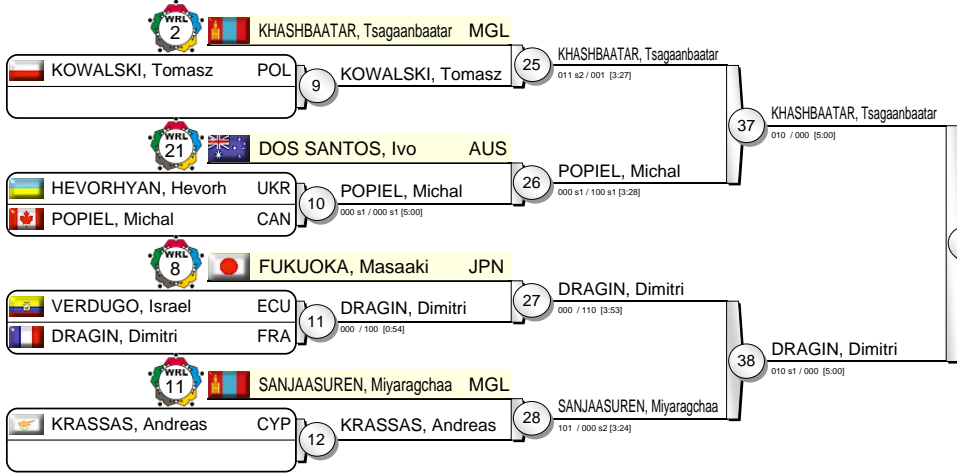 WRL
2
KHASHBAATAR, Tsagaanbaatar MGL
KOWALSKI, Tomasz POL
9
KOWALSKI, Tomasz
25
KHASHBAATAR, Tsagaanbaatar
011 s2 / 001 [3:27]
37
KHASHBAATAR, Tsagaanbaatar
010 / 000 [5:00]
WRL
21
DOS SANTOS, Ivo AUS
HEVORHYAN, Hevorh UKR
POPIEL, Michal CAN
10
POPIEL, Michal
000 s1 / 000 s1 [5:00]
26
POPIEL, Michal
000 s1 / 100 s1 [3:28]
WRL
8
FUKUOKA, Masaaki JPN
VERDUGO, Israel ECU
DRAGIN, Dimitri FRA
11
DRAGIN, Dimitri
000 / 100 [0:54]
27
DRAGIN, Dimitri
000 / 110 [3:53]
38
DRAGIN, Dimitri
010 s1 / 000 [5:00]
WRL
11
SANJAASUREN, Miyaragchaa MGL
KRASSAS, Andreas CYP
12
KRASSAS, Andreas
28
SANJAASUREN, Miyaragchaa
101 / 000 s2 [3:24]